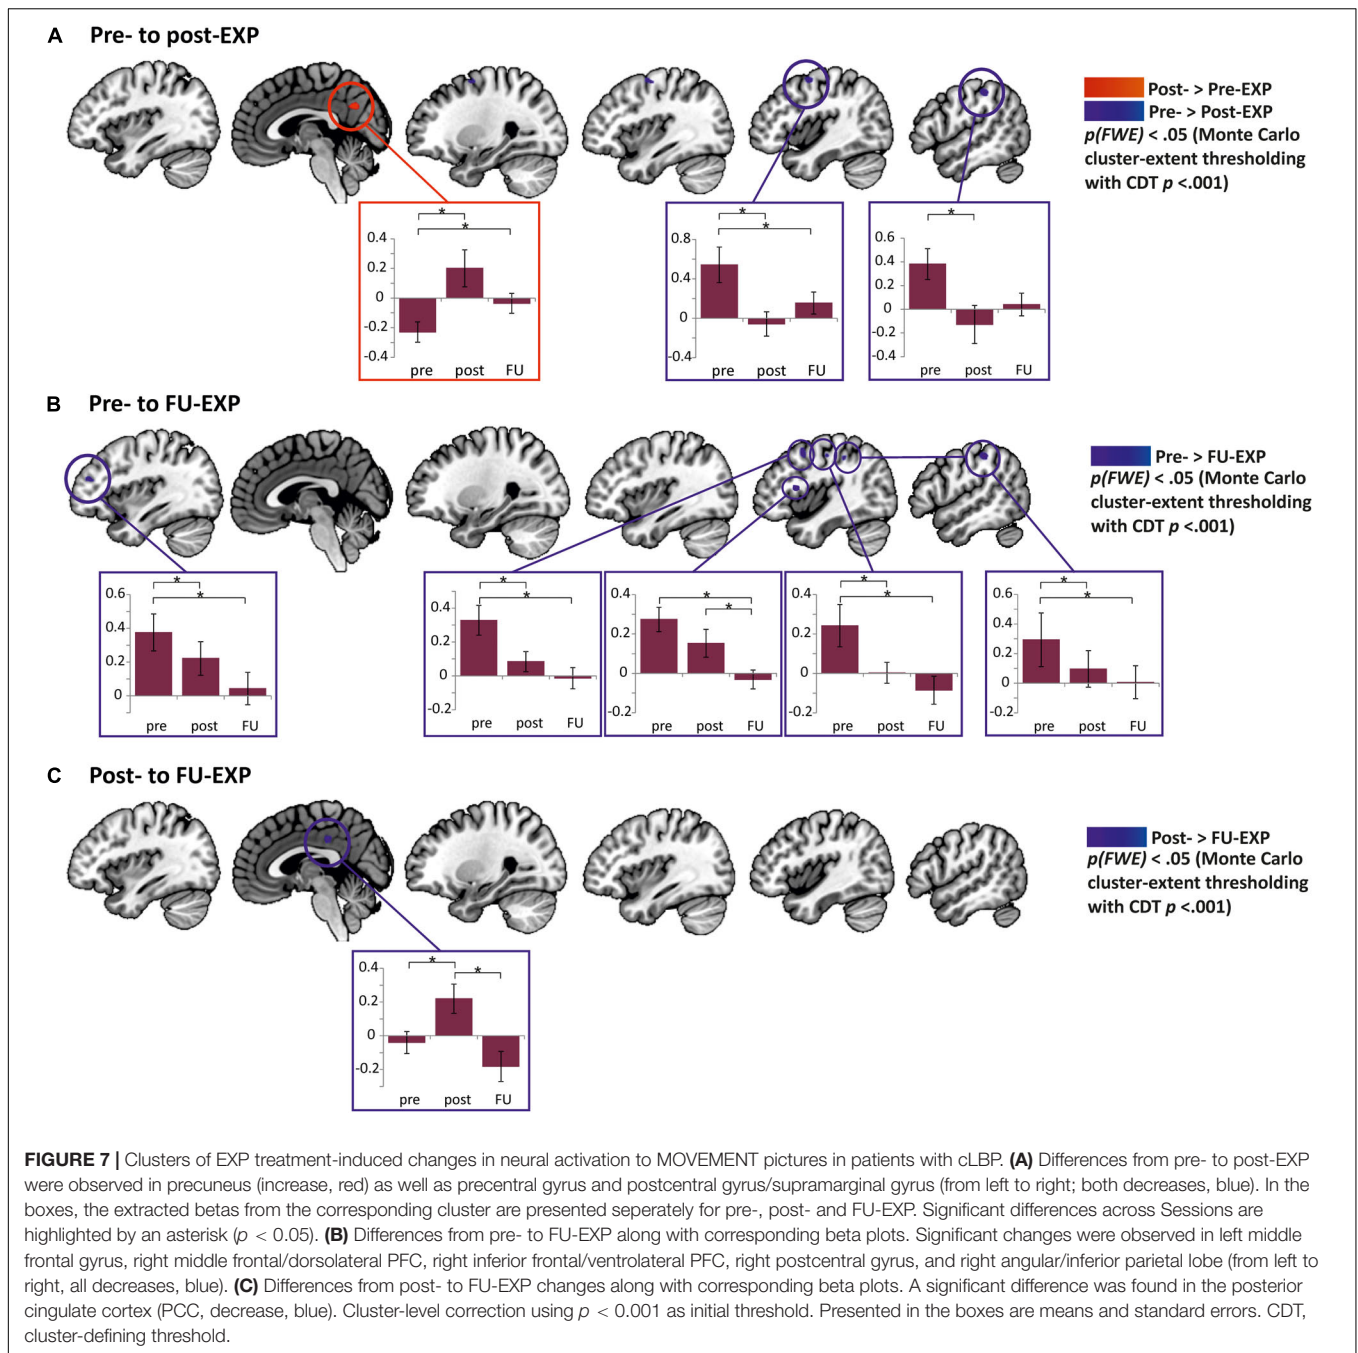 A Pre- to post-EXP
Post- > Pre-EXP
Pre- > Post-EXP
p(FWE) < .05 (Monte Carlo
cluster-extent thresholding
with CDT p <.001)
* *
0.4
0.2
0
-0.2
-0.4
pre post FU
* *
0.8
0.4
0
-0.4
pre post FU
*
0.6
0.4
0.2
0
-0.2
-0.4
pre post FU
B Pre- to FU-EXP
Pre- > FU-EXP
p(FWE) < .05 (Monte Carlo
cluster-extent thresholding
with CDT p <.001)
* *
0.6
0.4
0.2
0
pre post FU
* *
0.4
0.2
0
-0.2
pre post FU
* *
0.4
0.2
0
-0.2
pre post FU
* *
0.4
0.2
0
-0.2
pre post FU
* *
0.6
0.4
0.2
0
-0.2
pre post FU
C Post- to FU-EXP
Post- > FU-EXP
p(FWE) < .05 (Monte Carlo
cluster-extent thresholding
with CDT p <.001)
* *
0.4
0.2
0
-0.2
pre post FU
FIGURE 7 | Clusters of EXP treatment-induced changes in neural activation to MOVEMENT pictures in patients with cLBP. (A) Differences from pre- to post-EXP
were observed in precuneus (increase, red) as well as precentral gyrus and postcentral gyrus/supramarginal gyrus (from left to right; both decreases, blue). In the
boxes, the extracted betas from the corresponding cluster are presented seperately for pre-, post- and FU-EXP. Significant differences across Sessions are
highlighted by an asterisk (p < 0.05). (B) Differences from pre- to FU-EXP along with corresponding beta plots. Significant changes were observed in left middle
frontal gyrus, right middle frontal/dorsolateral PFC, right inferior frontal/ventrolateral PFC, right postcentral gyrus, and right angular/inferior parietal lobe (from left to
right, all decreases, blue). (C) Differences from post- to FU-EXP changes along with corresponding beta plots. A significant difference was found in the posterior
cingulate cortex (PCC, decrease, blue). Cluster-level correction using p < 0.001 as initial threshold. Presented in the boxes are means and standard errors. CDT,
cluster-defining threshold.